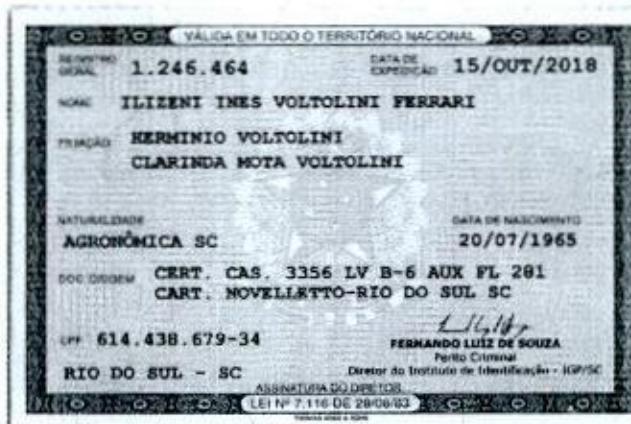 VÁLIDA EM TODO O TERRITÓRIO NACIONAL
REGISTRO GERAL 1.246.464 DATA DE EXPEDIÇÃO 15/OUT/2018
NOME ILIZENI INES VOLTOLINI FERRARI
FILIAÇÃO HERMINIO VOLTOLINI
CLARINDA MOTA VOLTOLINI
NATURALIDADE DATA DE NASCIMENTO
AGRONÔMICA SC 20/07/1965
DOC ORIGEM CERT. CAS. 3356 LV B-6 AUX FL 281
CART. NOVELLETTO-RIO DO SUL SC
CPF 614.438.679-34
FERNANDO LUIZ DE SOUZA
Perito Criminal
RIO DO SUL - SC Diretor do Instituto de Identificação - IGP/SC
ASSINATURA DO DIRETOR
LEI Nº 7.116 DE 29/08/83